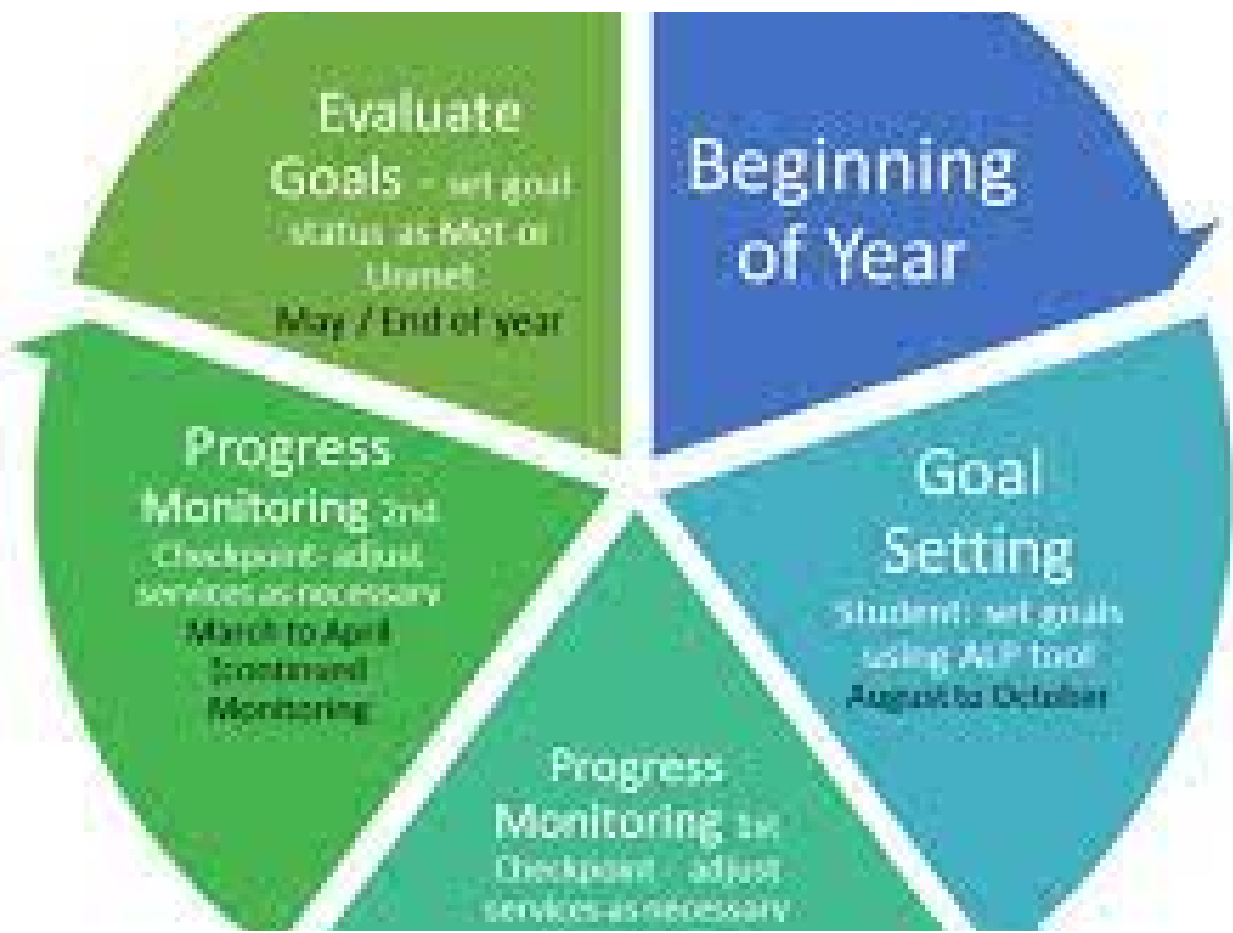 Beginning
of Year
Goal
Setting
Student: set goals
using ALP tool
August to October
Progress
Monitoring 1st
Checkpoint - adjust
services as necessary
Progress
Monitoring 2nd
Checkpoint- adjust
services as necessary
March to April
(continued
Monitoring
Evaluate
Goals - set goal
status as Met or
Unmet
May / End of year